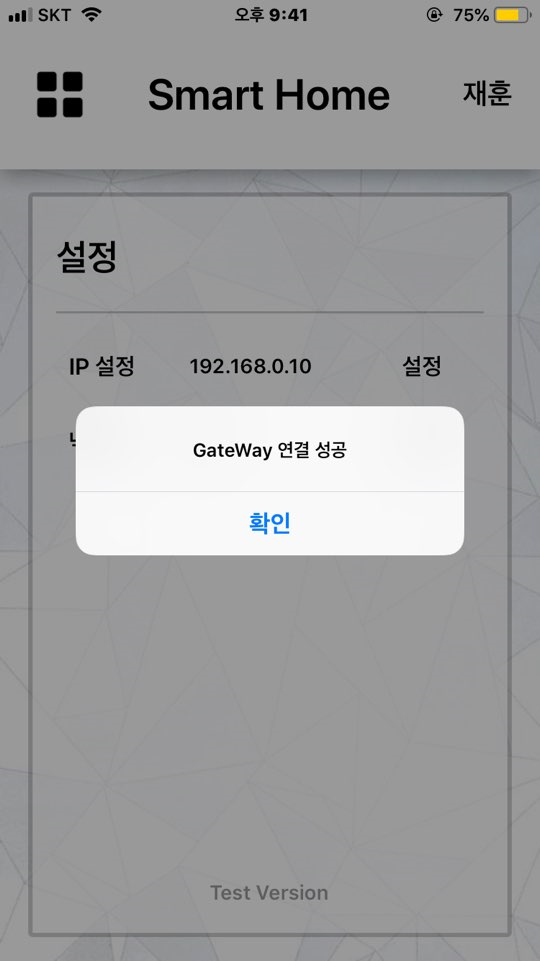 SKT 오후 9:41 75%
Smart Home 재훈
설정
IP 설정 192.168.0.10 설정
GateWay 연결 성공
확인
Test Version